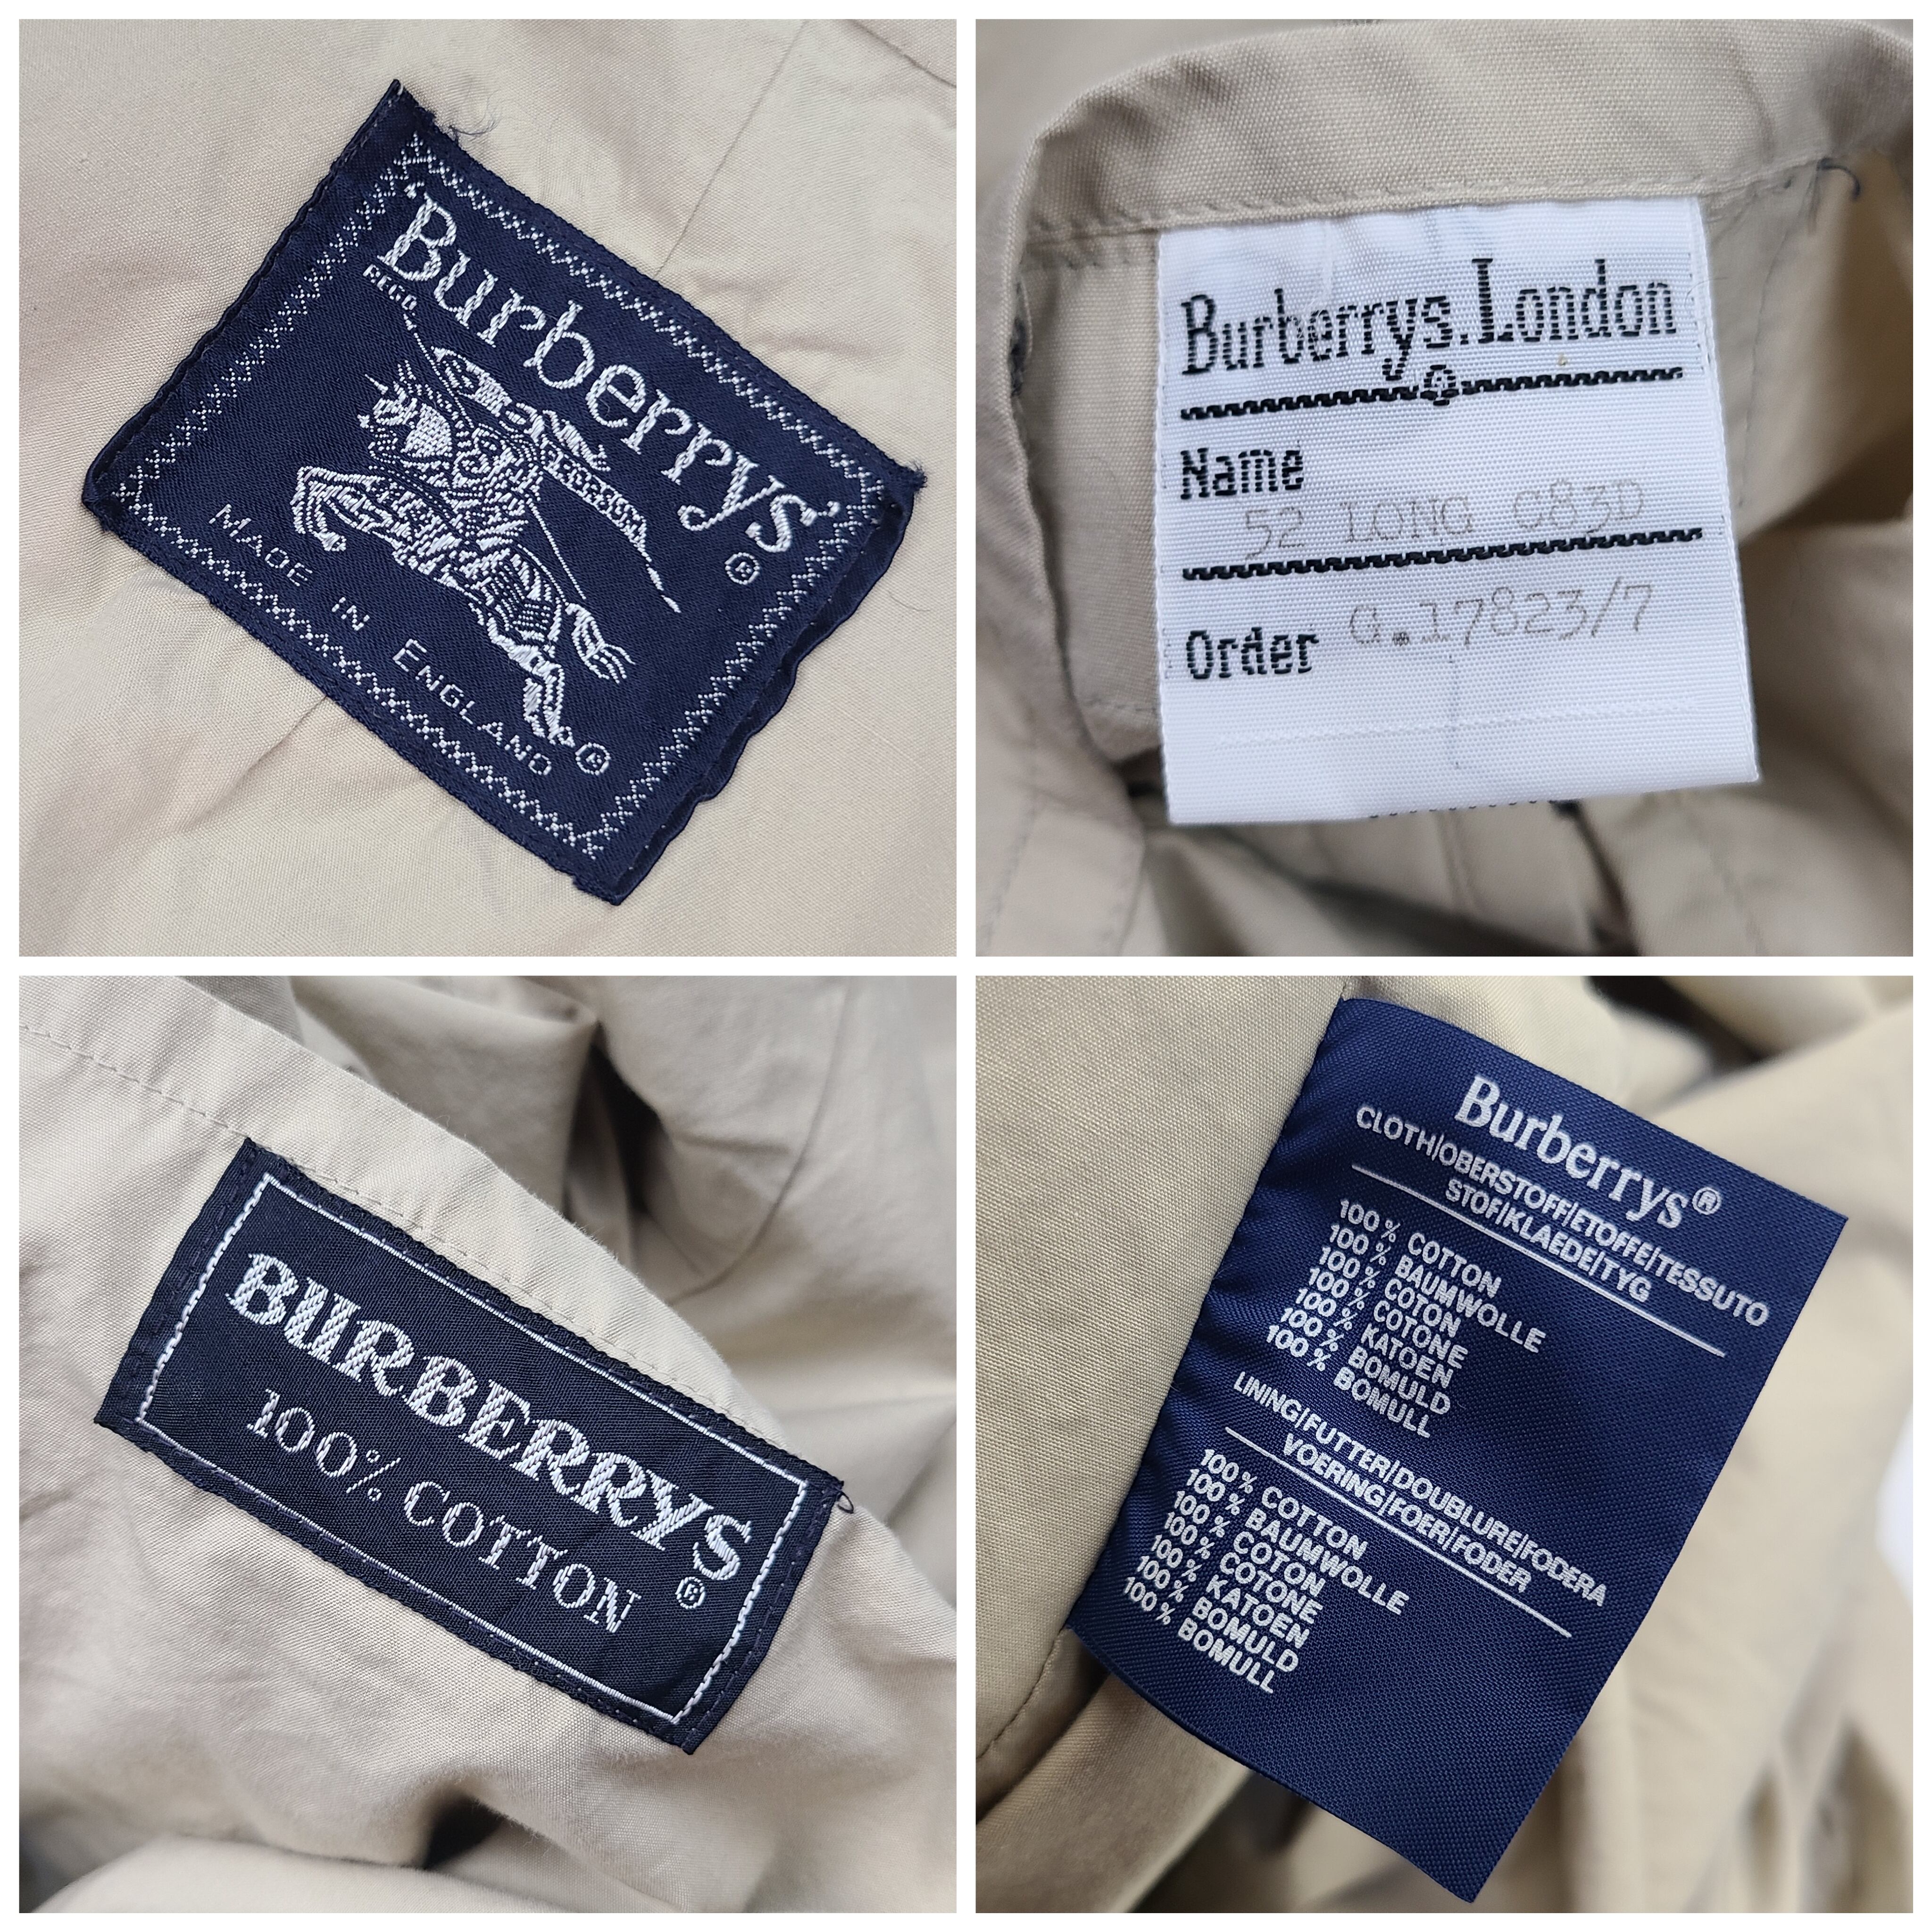 'Burberrys'
REGD
PRORSUM
MADE IN ENGLAND
®
®
Burberrys. London
®
Name
52 LONG C83D
Order G.17823/7
BURBERRYS
®
100% COTTON
Burberrys®
CLOTH/OBERSTOFF/ETOFFE/TESSUTO
STOF/KLAEDE/TYG
100% COTTON
100% BAUMWOLLE
100% COTON
100% COTONE
100% KATOEN
100% BOMULD
100% BOMULL
LINING/FUTTER/DOUBLURE/FODERA
VOERING/FOER/FODER
100% COTTON
100% BAUMWOLLE
100% COTON
100% COTONE
100% KATOEN
100% BOMULD
100% BOMULL